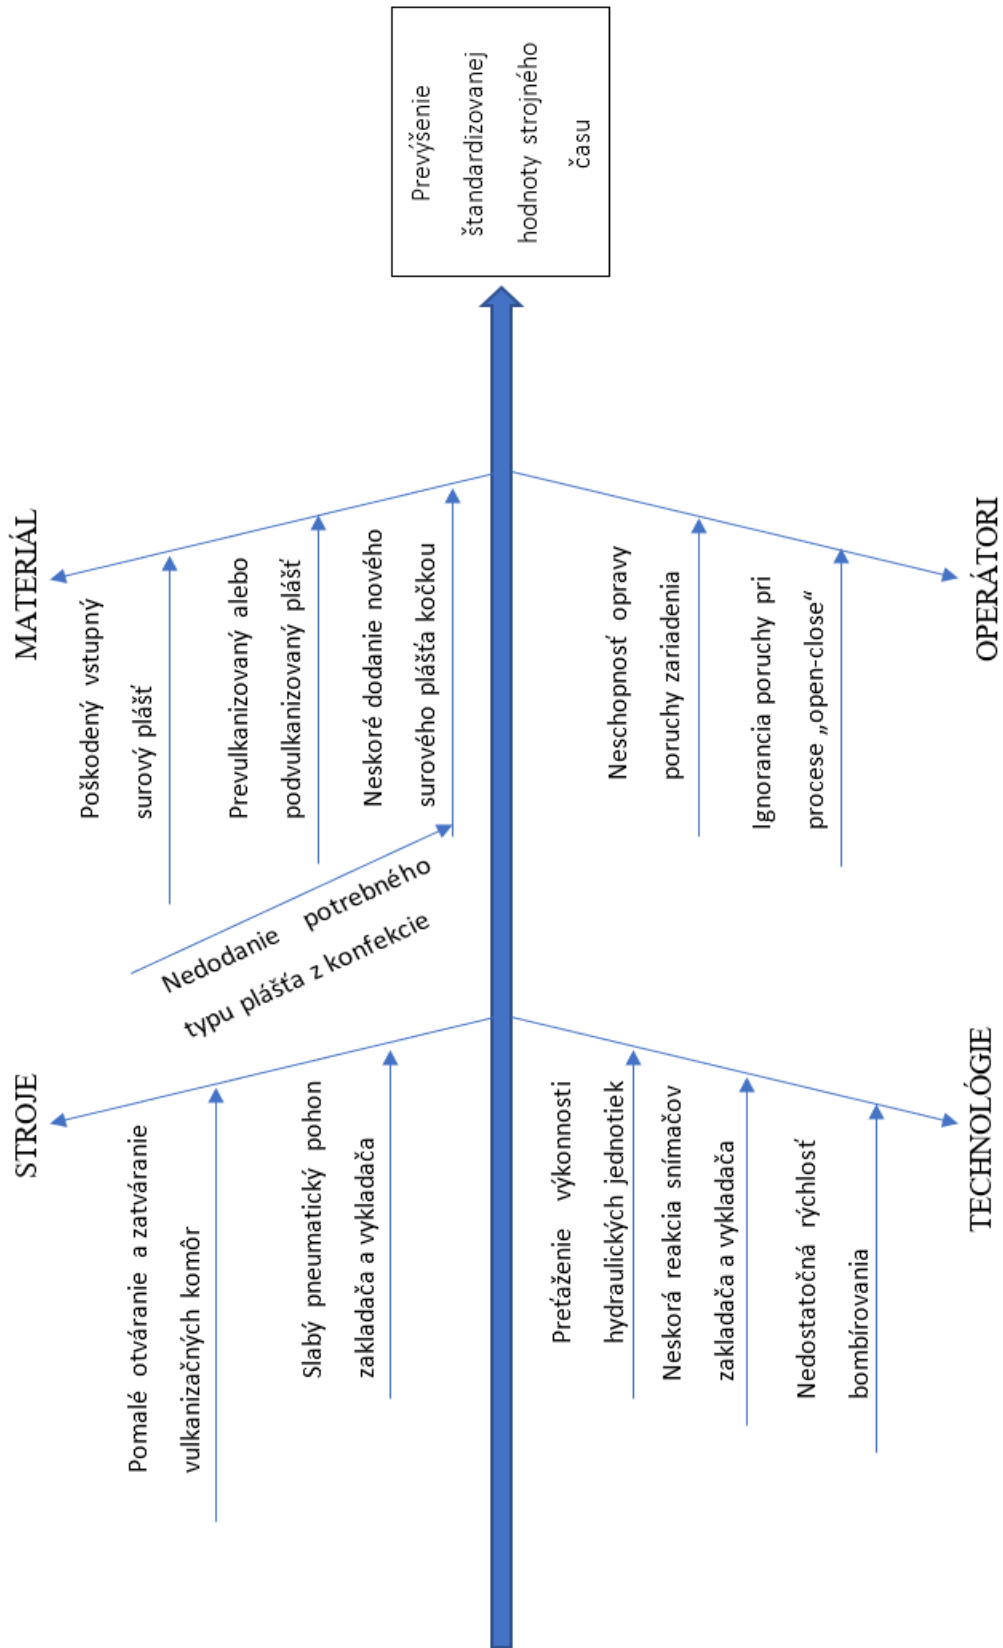 STROJE
MATERIÁL
Pomalé otváranie a zatváranie
vulkanizačných komôr
Slabý pneumatický pohon
zakladača a vykladača
Poškodený vstupný
surový plášť
Prevulkanizovaný alebo
podvulkanizovaný plášť
Neskoré dodanie nového
surového plášťa kočkou
Nedodanie potrebného
typu plášťa z konfekcie
Prevýšenie
štandardizovanej
hodnoty strojného
času
Preťaženie výkonnosti
hydraulických jednotiek
Neskorá reakcia snímačov
zakladača a vykladača
Nedostatočná rýchlosť
bombírovania
Neschopnosť opravy
poruchy zariadenia
Ignorancia poruchy pri
procese „open-close“
TECHNOLÓGIE
OPERÁTORI